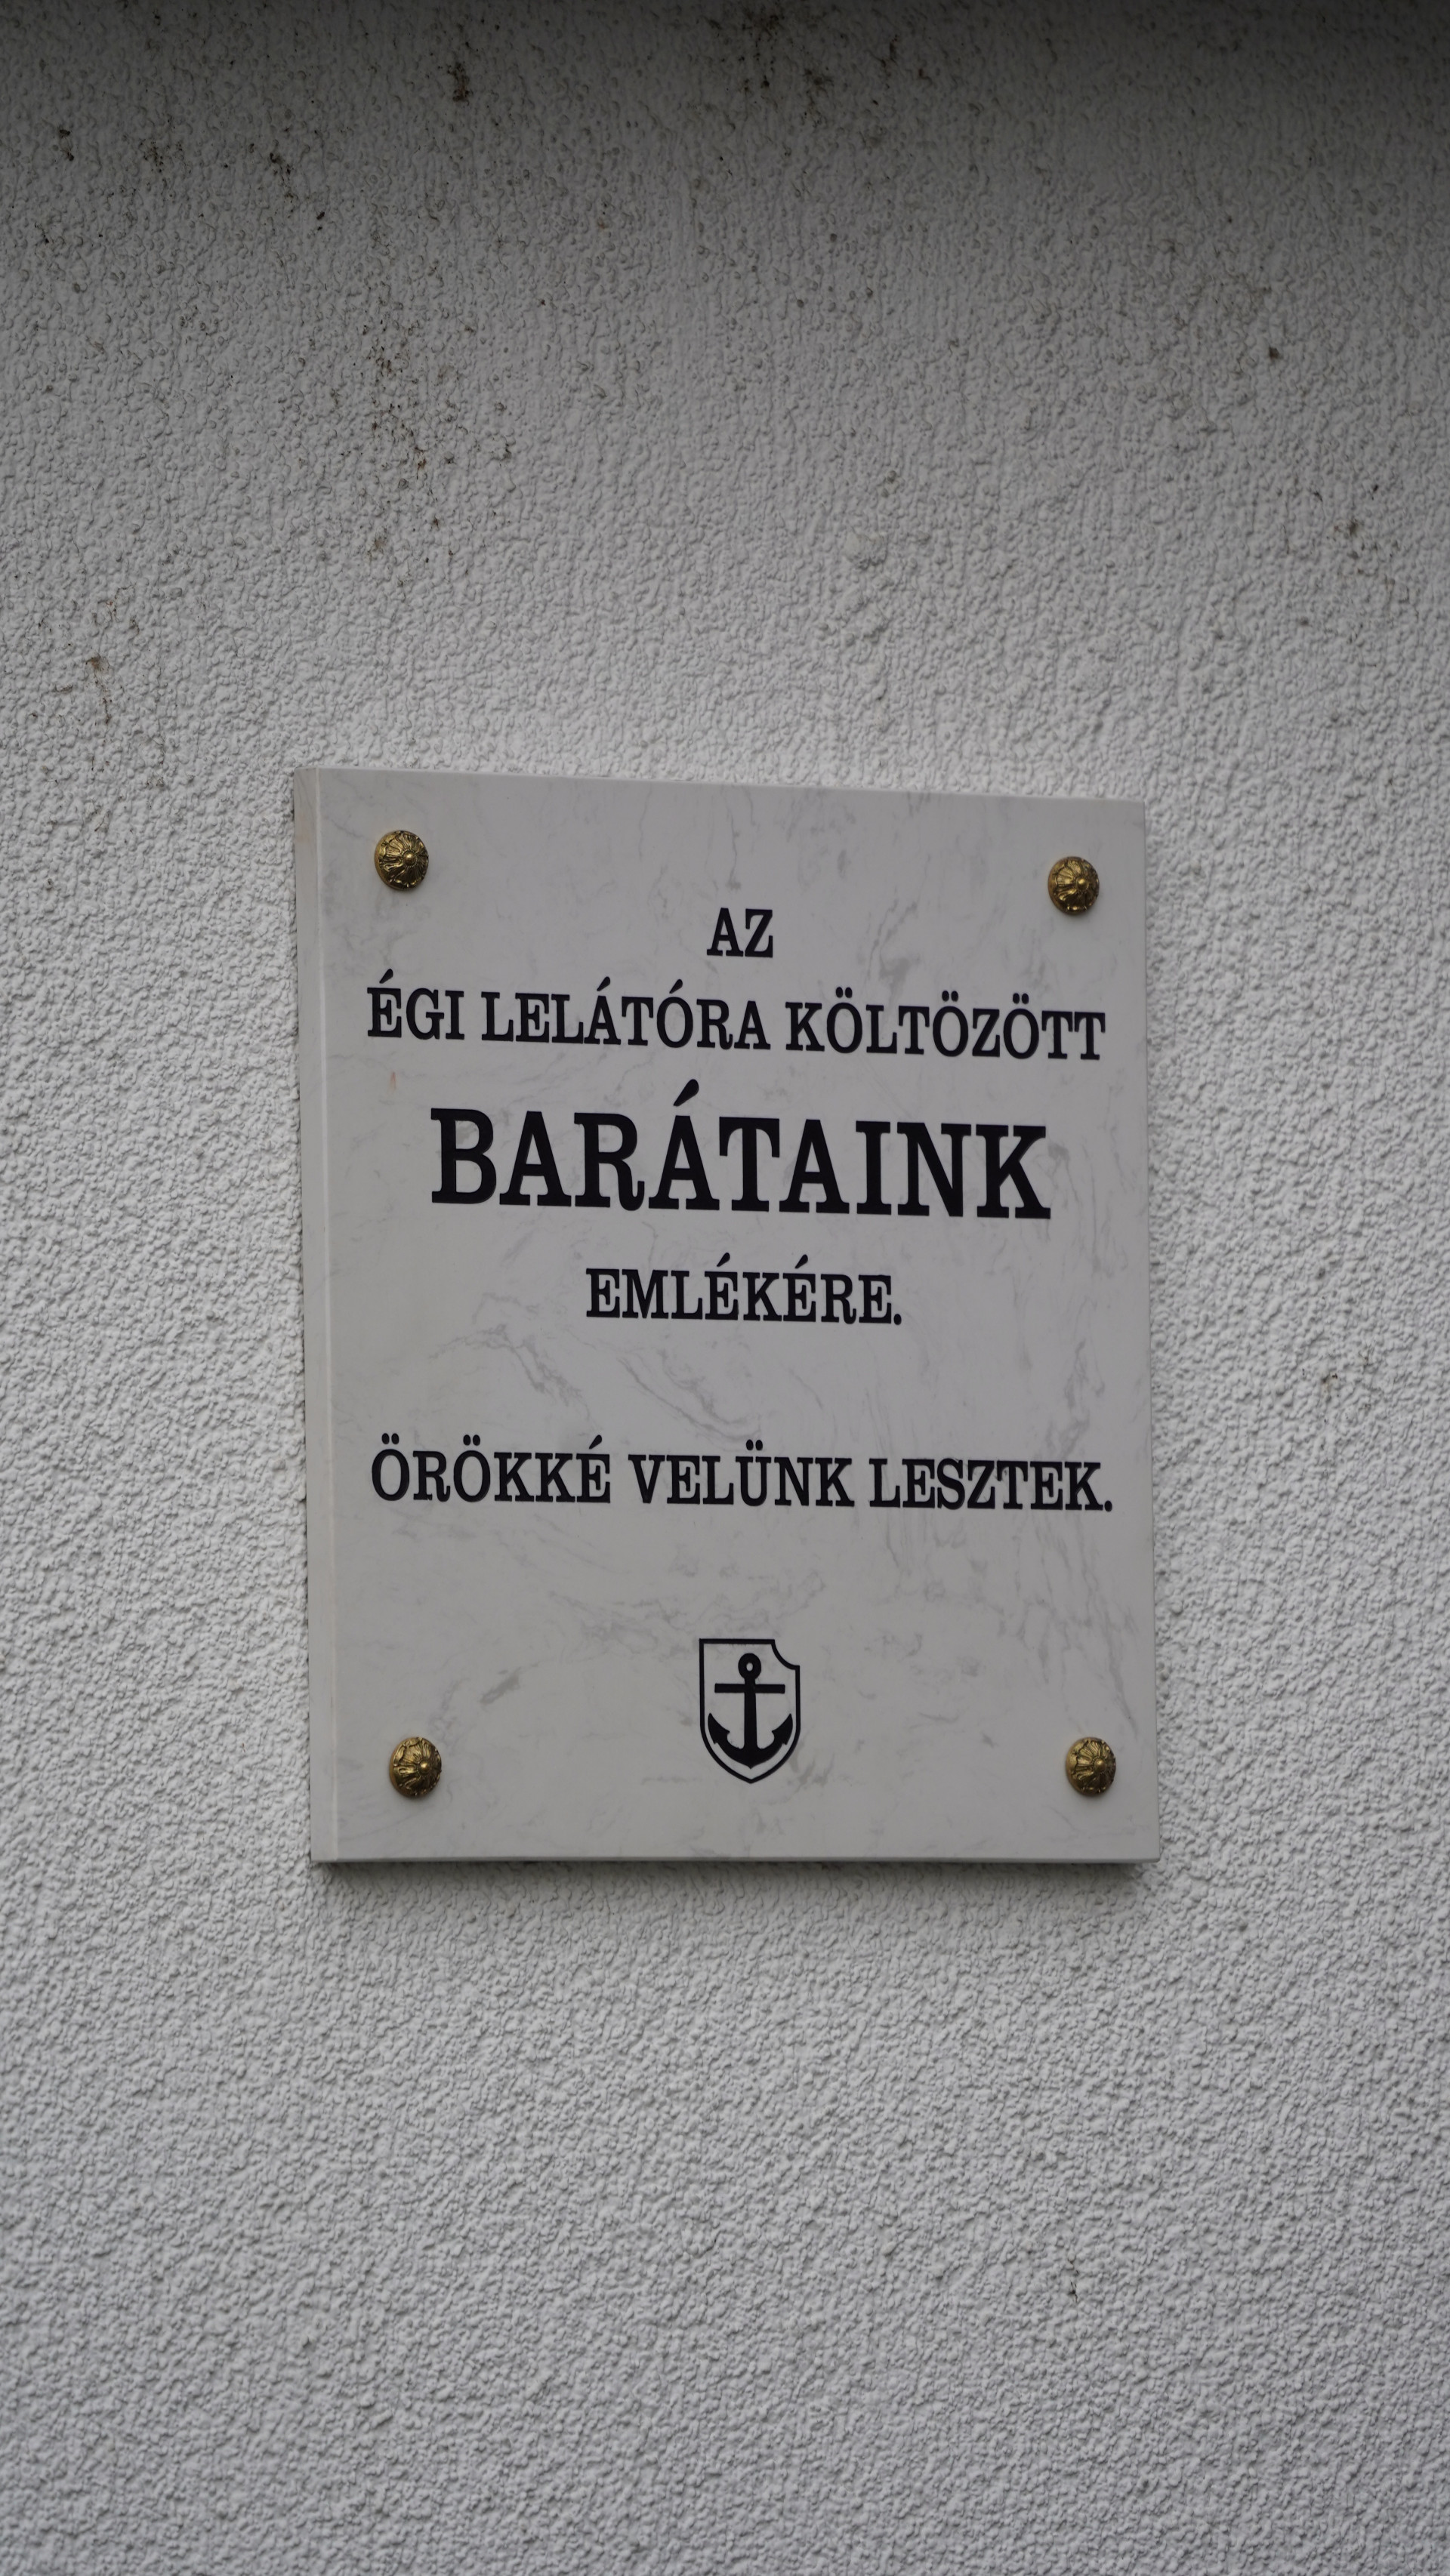 AZ
ÉGI LELÁTÓRA KÖLTÖZÖTT
BARÁTAINK
EMLÉKÉRE.
ÖRÖKKÉ VELÜNK LESZTEK.